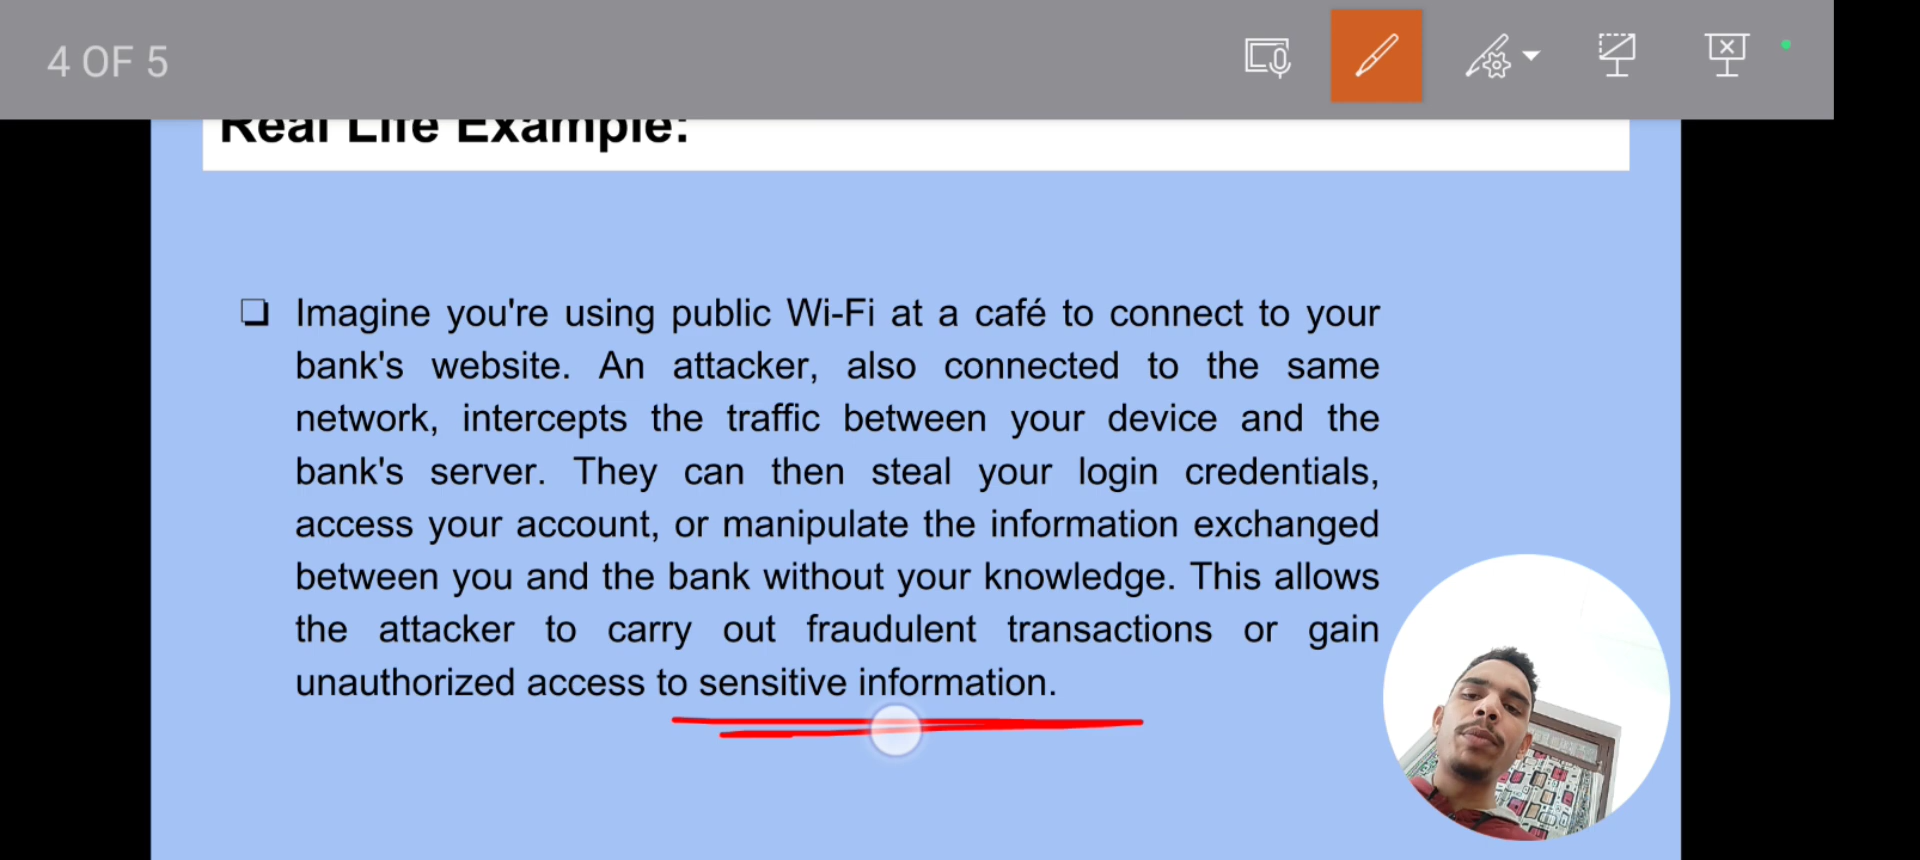 4 OF 5
Real Life Example:
Imagine you're using public Wi-Fi at a café to connect to your
bank's website. An attacker, also connected to the same
network, intercepts the traffic between your device and the
bank's server. They can then steal your login credentials,
access your account, or manipulate the information exchanged
between you and the bank without your knowledge. This allows
the attacker to carry out fraudulent transactions or gain
unauthorized access to sensitive information.